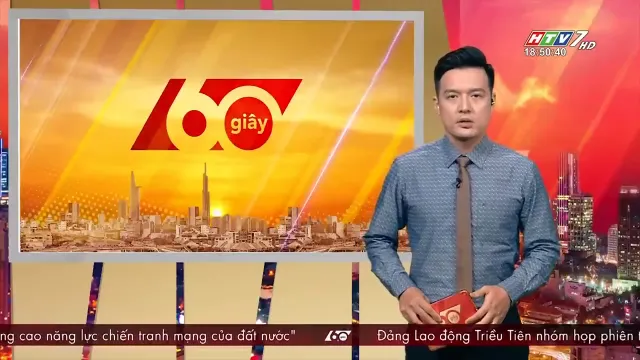 HTV7 HD
18:50:40
60
giây
ng cao năng lực chiến tranh mạng của đất nước" 60 Đảng Lao động Triều Tiên nhóm họp phiên